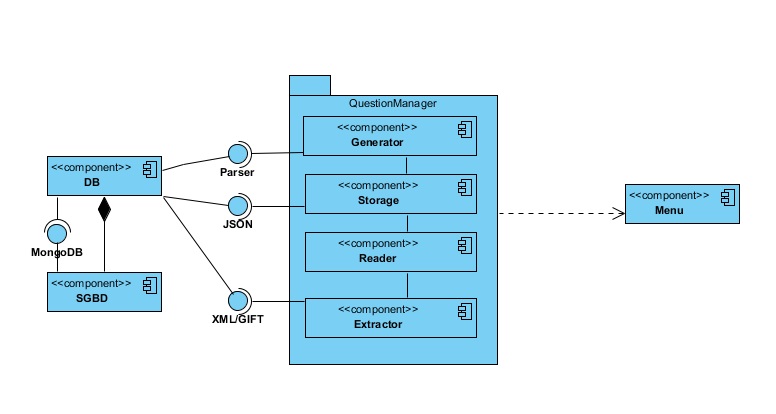 QuestionManager
<<component>>
Generator
<<component>>
DB
Parser
<<component>>
Storage
<<component>>
Menu
JSON
MongoDB
<<component>>
Reader
<<component>>
SGBD
XML/GIFT
<<component>>
Extractor